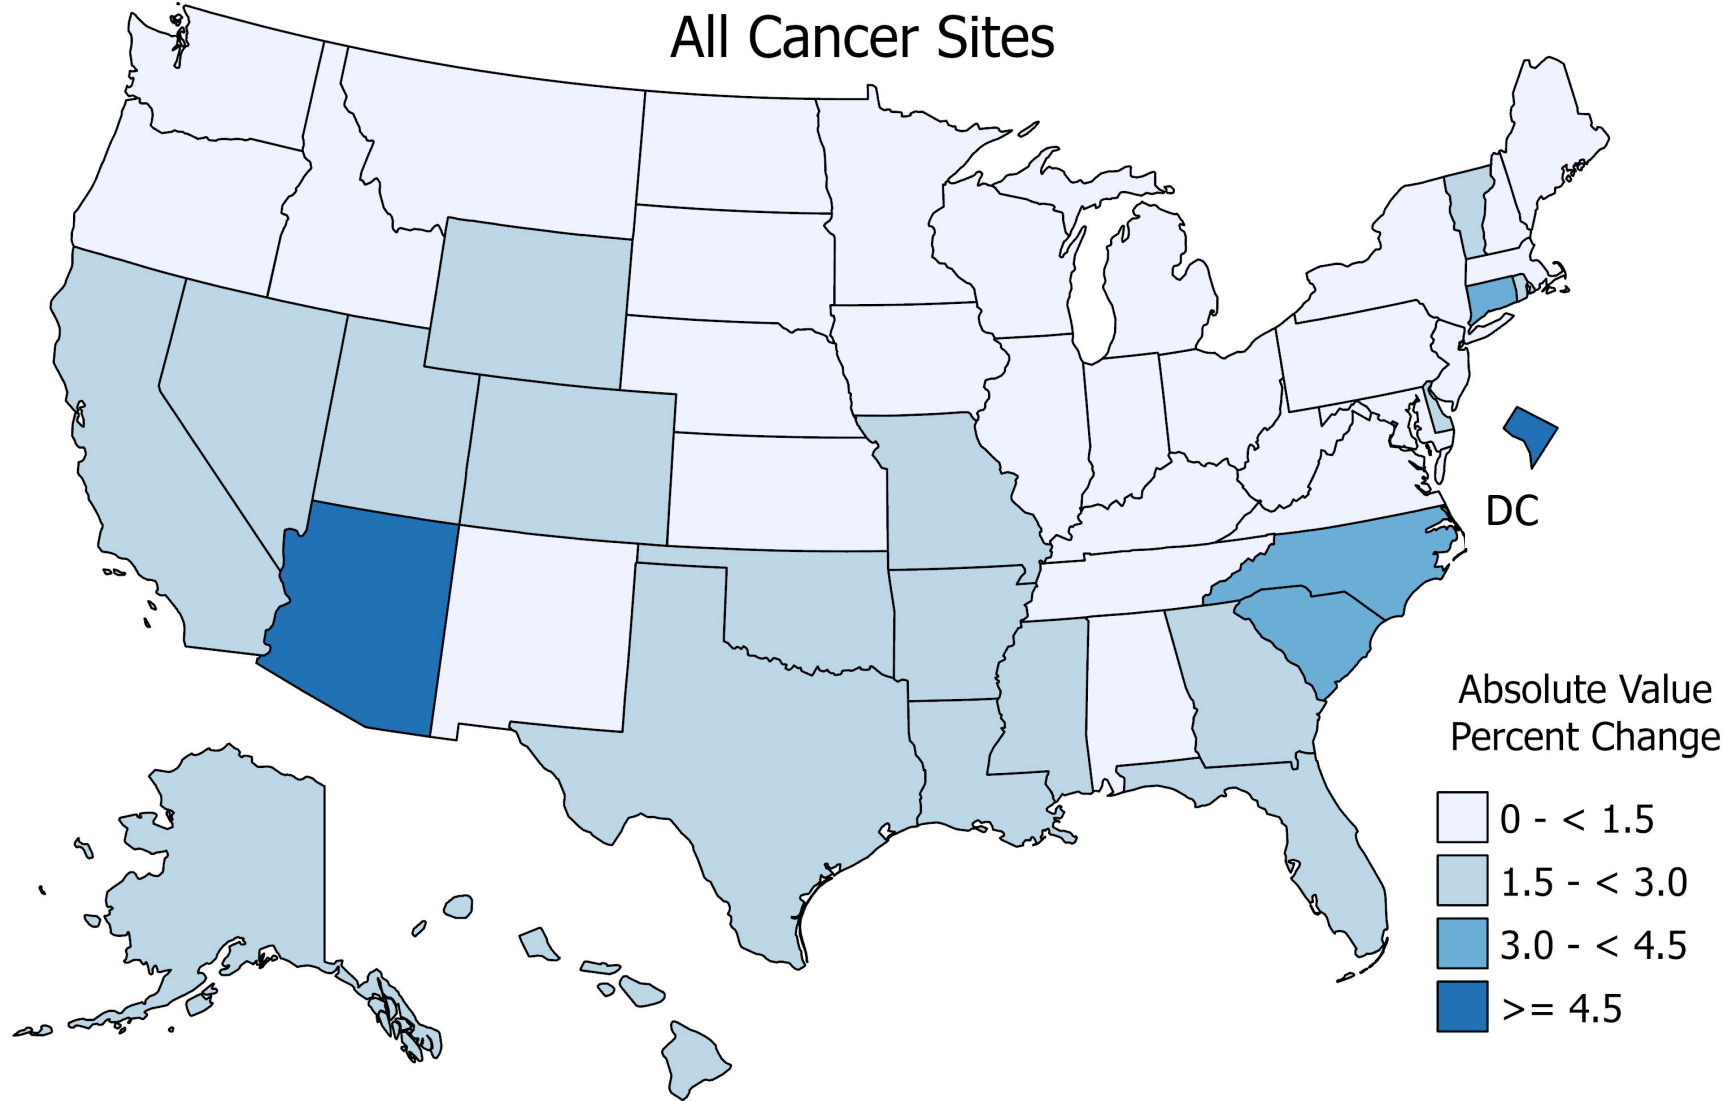 All Cancer Sites
DC
Absolute Value
Percent Change
0 - < 1.5
1.5 - < 3.0
3.0 - < 4.5
>= 4.5